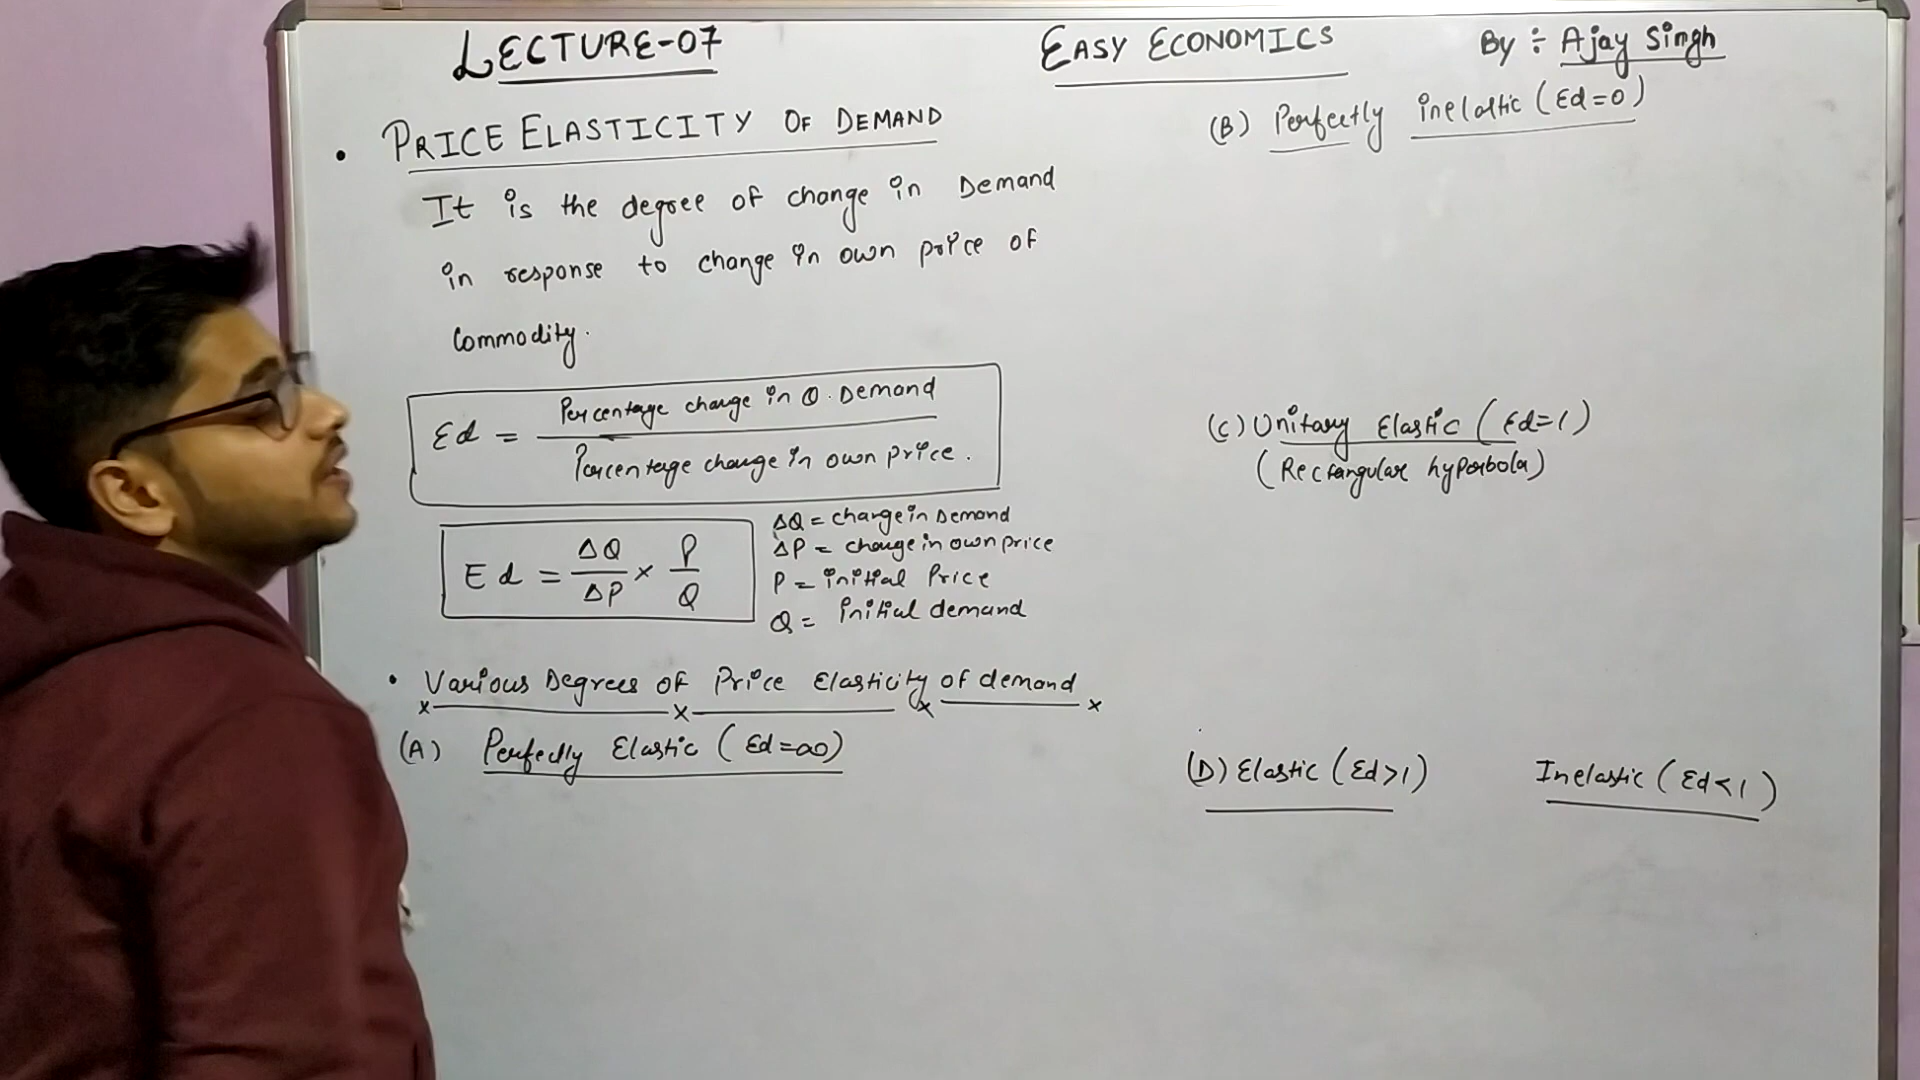 LECTURE-07
EASY ECONOMICS
By ÷ Ajay Singh
• PRICE ELASTICITY OF DEMAND
It is the degree of change in Demand
in response to change in own price of
Commodity.
Ed = Percentage change in Q. Demand
Percentage change in own price.
Ed = ΔQ/ΔP × P/Q
ΔQ = change in Demand
ΔP = change in own price
P = initial Price
Q = initial demand
• Various Degrees of Price Elasticity of demand
(A) Perfectly Elastic (Ed=∞)
(B) Perfectly inelastic (Ed=0)
(C) Unitary Elastic (Ed=1)
(Rectangular hyperbola)
(D) Elastic (Ed>1)
Inelastic (Ed<1)